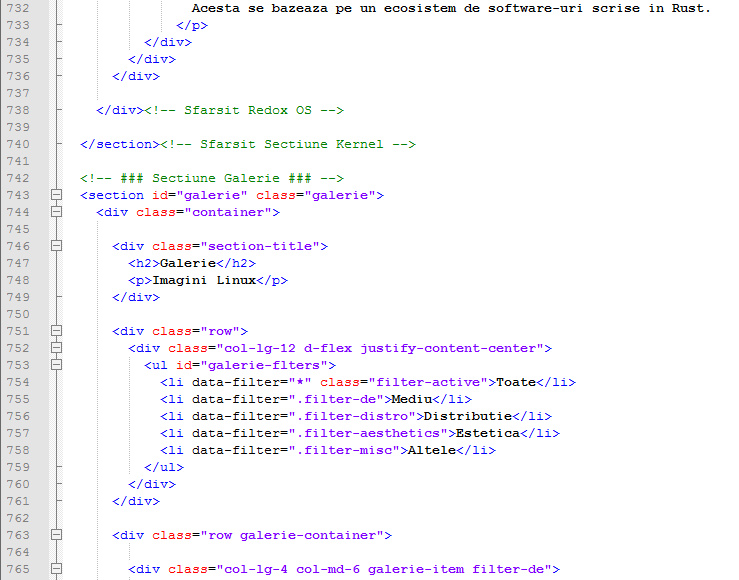 732 Acesta se bazeaza pe un ecosistem de software-uri scrise in Rust.
733 </p>
734 </div>
735 </div>
736 </div>
737
738 </div><!-- Sfarsit Redox OS -->
739
740 </section><!-- Sfarsit Sectiune Kernel -->
741
742 <!-- ### Sectiune Galerie ### -->
743 <section id="galerie" class="galerie">
744 <div class="container">
745
746 <div class="section-title">
747 <h2>Galerie</h2>
748 <p>Imagini Linux</p>
749 </div>
750
751 <div class="row">
752 <div class="col-lg-12 d-flex justify-content-center">
753 <ul id="galerie-flters">
754 <li data-filter="*" class="filter-active">Toate</li>
755 <li data-filter=".filter-de">Mediu</li>
756 <li data-filter=".filter-distro">Distributie</li>
757 <li data-filter=".filter-aesthetics">Estetica</li>
758 <li data-filter=".filter-misc">Altele</li>
759 </ul>
760 </div>
761 </div>
762
763 <div class="row galerie-container">
764
765 <div class="col-lg-4 col-md-6 galerie-item filter-de">